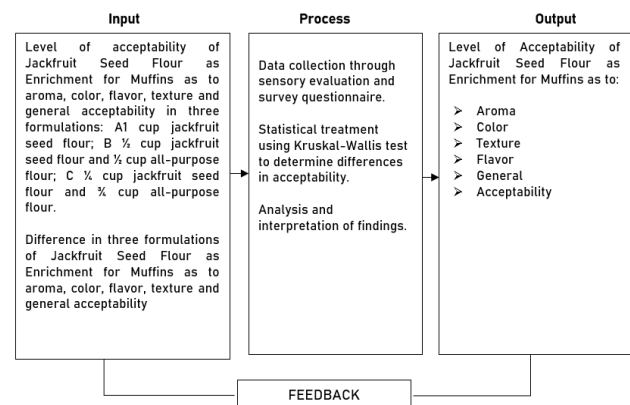 Input
Level of acceptability of
Jackfruit Seed Flour as
Enrichment for Muffins as to
aroma, color, flavor, texture and
general acceptability in three
formulations: A1 cup jackfruit
seed flour; B ½ cup jackfruit
seed flour and ½ cup all-purpose
flour; C ¼ cup jackfruit seed
flour and ¾ cup all-purpose
flour.
Difference in three formulations
of Jackfruit Seed Flour as
Enrichment for Muffins as to
aroma, color, flavor, texture and
general acceptability
Process
Data collection through
sensory evaluation and
survey questionnaire.
Statistical treatment
using Kruskal-Wallis test
to determine differences
in acceptability.
Analysis and
interpretation of findings.
Output
Level of Acceptability of
Jackfruit Seed Flour as
Enrichment for Muffins as to:
➢ Aroma
➢ Color
➢ Texture
➢ Flavor
➢ General
➢ Acceptability
FEEDBACK